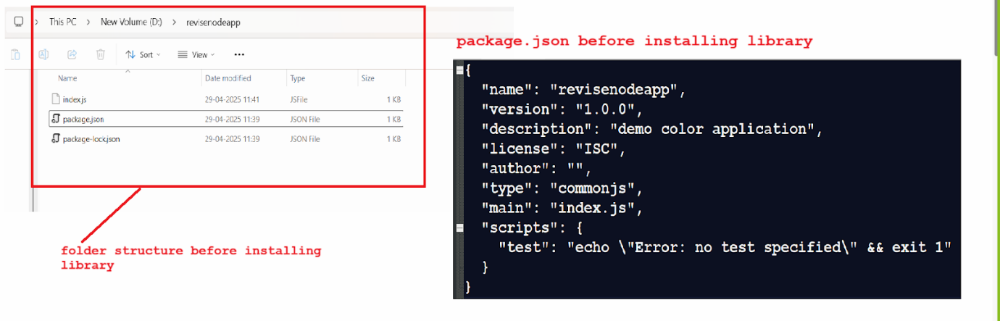 This PC > New Volume (D:) > revisenodeapp
Sort View •••
Name Date modified Type Size
index.js 29-04-2025 11:41 JSFile 1 KB
package.json 29-04-2025 11:39 JSON File 1 KB
package-lock.json 29-04-2025 11:39 JSON File 1 KB
folder structure before installing
library
package.json before installing library
{
"name": "revisenodeapp",
"version": "1.0.0",
"description": "demo color application",
"license": "ISC",
"author": "",
"type": "commonjs",
"main": "index.js",
"scripts": {
"test": "echo \"Error: no test specified\" && exit 1"
}
}